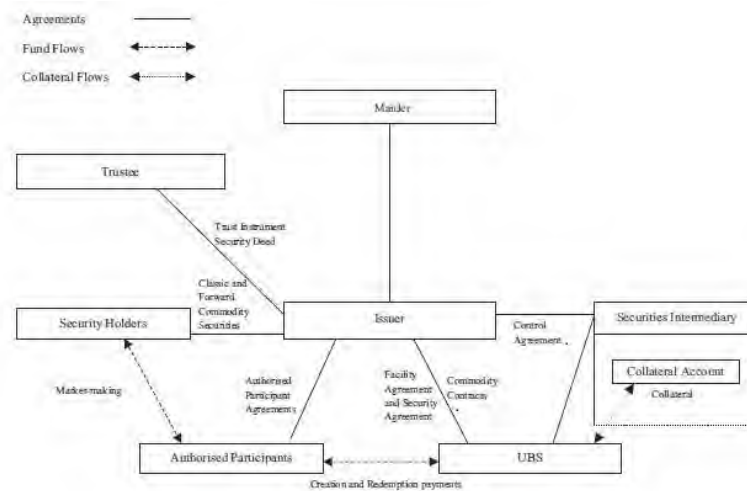 Agreements
Fund Flows
Collateral Flows
Trustee
Trust Instrument
Security Deed
Classic and
Forward
Commodity
Securities
Security Holders
Issuer
Securities Intermediary
Control
Agreement
Collateral Account
Collateral
Market-making
Authorised
Participant
Agreements
Facility
Agreement
and Security
Agreement
Commodity
Contracts
Authorised Participants
UBS
Creation and Redemption payments